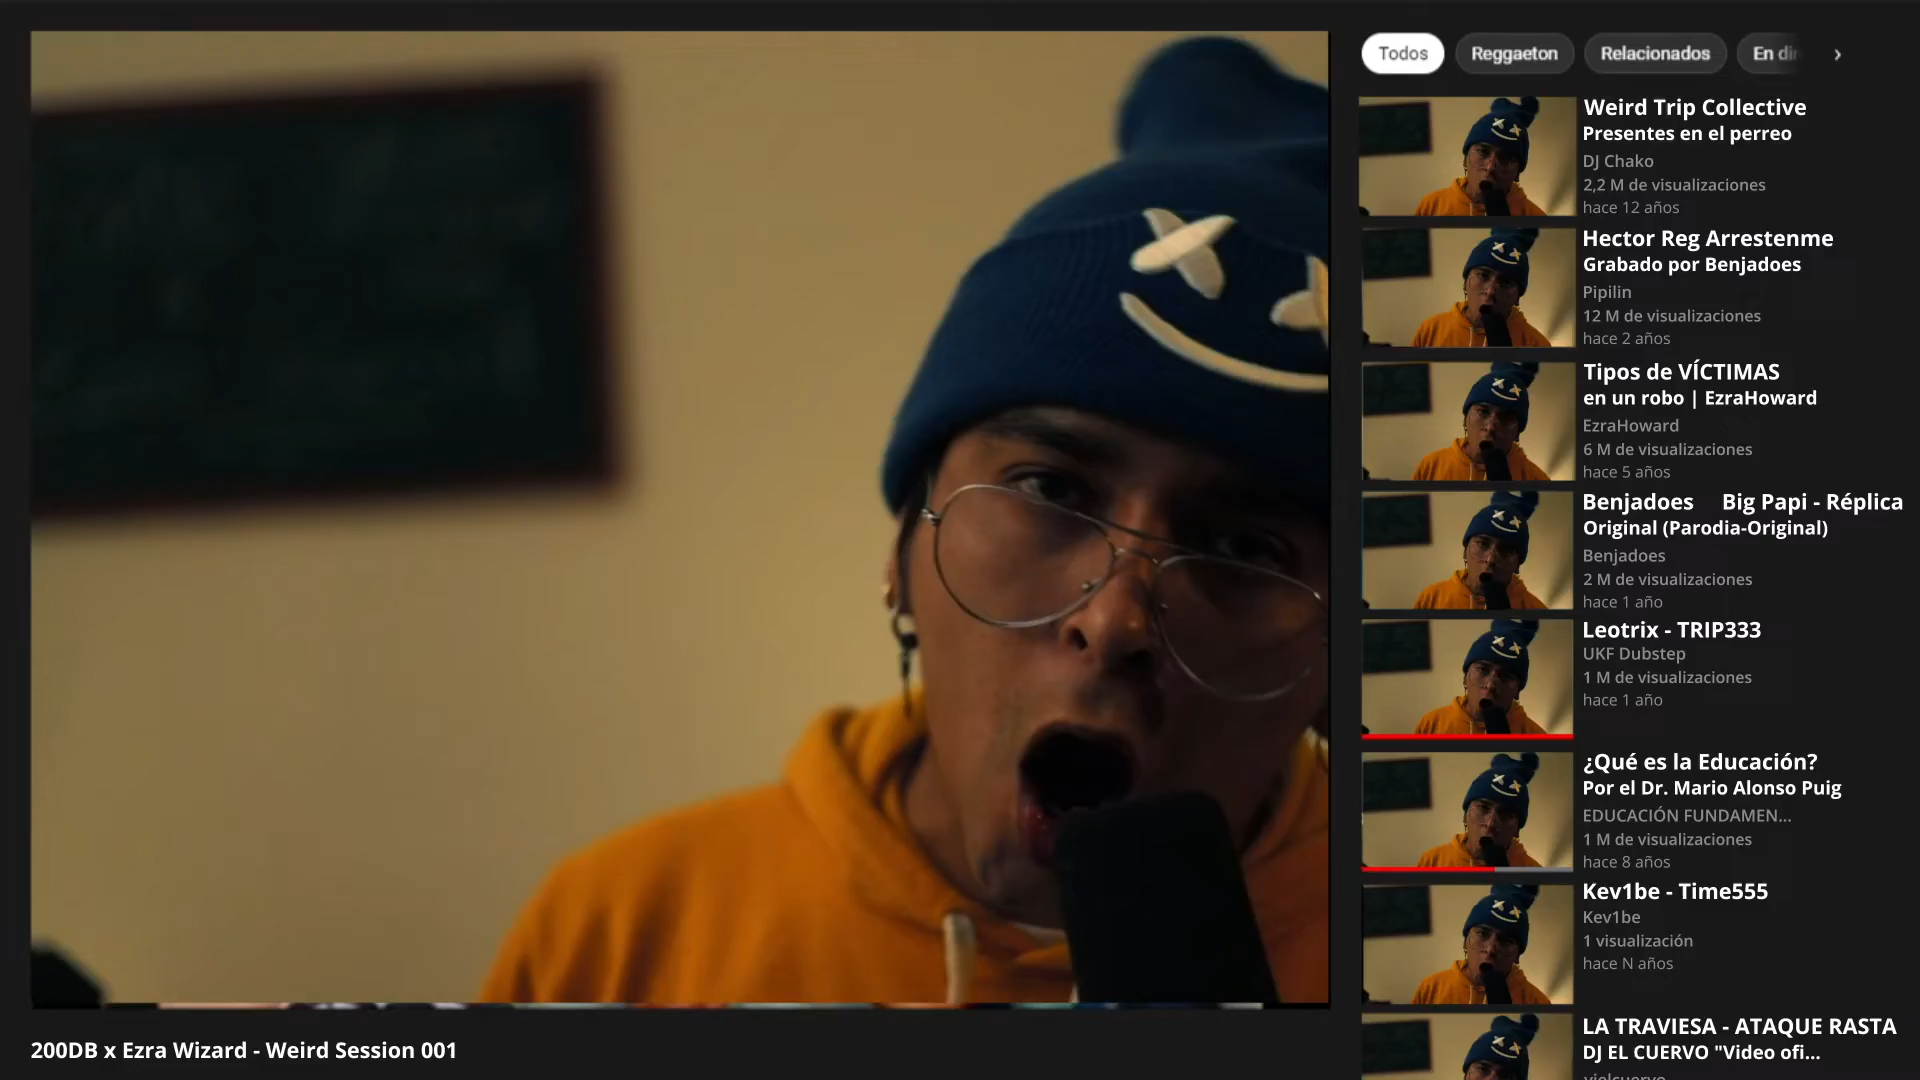 Todos
Reggaeton
Relacionados
En dir
Weird Trip Collective
Presentes en el perreo
DJ Chako
2,2 M de visualizaciones
hace 12 años
Hector Reg Arrestenme
Grabado por Benjadoes
Pipilin
12 M de visualizaciones
hace 2 años
Tipos de VÍCTIMAS
en un robo | EzraHoward
EzraHoward
6 M de visualizaciones
hace 5 años
Benjadoes Big Papi - Réplica
Original (Parodia-Original)
Benjadoes
2 M de visualizaciones
hace 1 año
Leotrix - TRIP333
UKF Dubstep
1 M de visualizaciones
hace 1 año
¿Qué es la Educación?
Por el Dr. Mario Alonso Puig
EDUCACIÓN FUNDAMEN...
1 M de visualizaciones
hace 8 años
Kev1be - Time555
Kev1be
1 visualización
hace N años
LA TRAVIESA - ATAQUE RASTA
DJ EL CUERVO "Video ofi...
200DB x Ezra Wizard - Weird Session 001